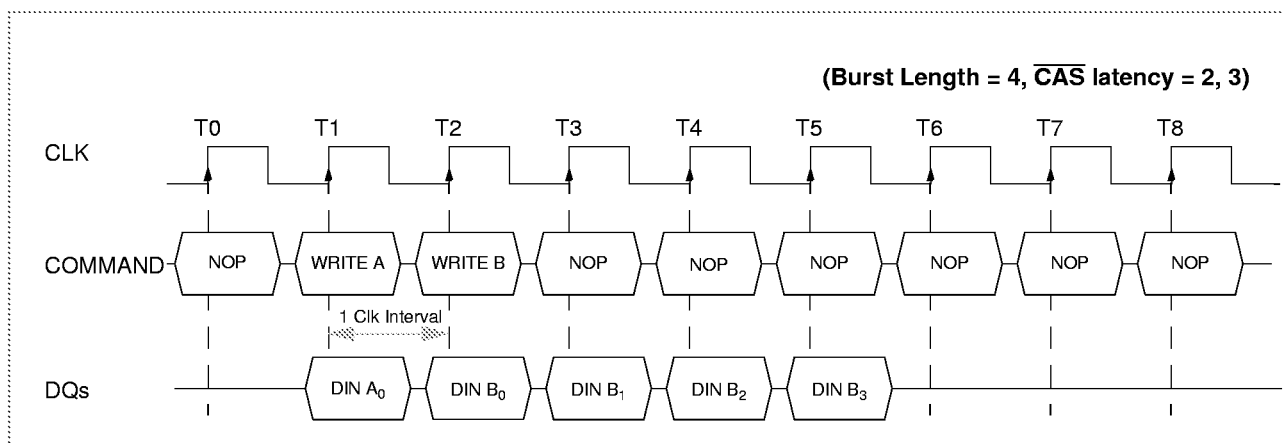 (Burst Length = 4, C̅A̅S̅ latency = 2, 3)
T0 T1 T2 T3 T4 T5 T6 T7 T8
CLK
COMMAND NOP WRITE A WRITE B NOP NOP NOP NOP NOP NOP
1 Clk Interval
DQs DIN A₀ DIN B₀ DIN B₁ DIN B₂ DIN B₃